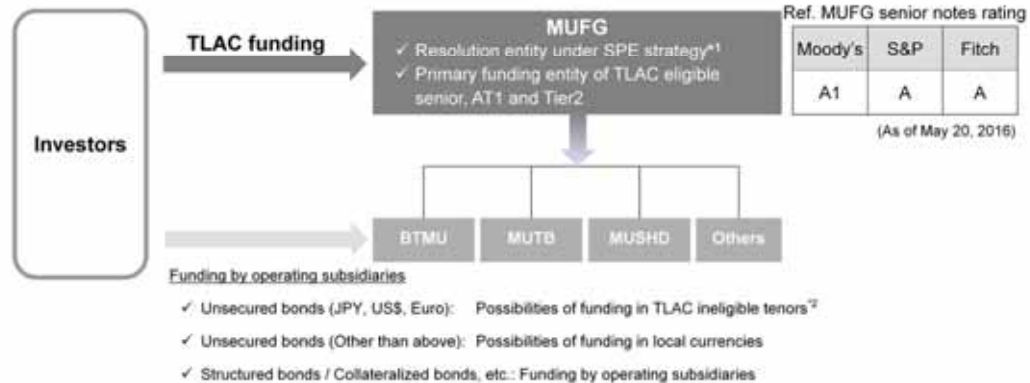 Ref. MUFG senior notes rating
MUFG
TLAC funding
✓ Resolution entity under SPE strategy*1
✓ Primary funding entity of TLAC eligible
senior, AT1 and Tier2
Moody's S&P Fitch
A1 A A
(As of May 20, 2016)
Investors
BTMU MUTB MUSHD Others
Funding by operating subsidiaries
✓ Unsecured bonds (JPY, US$, Euro): Possibilities of funding in TLAC ineligible tenors*2
✓ Unsecured bonds (Other than above): Possibilities of funding in local currencies
✓ Structured bonds / Collateralized bonds, etc.: Funding by operating subsidiaries